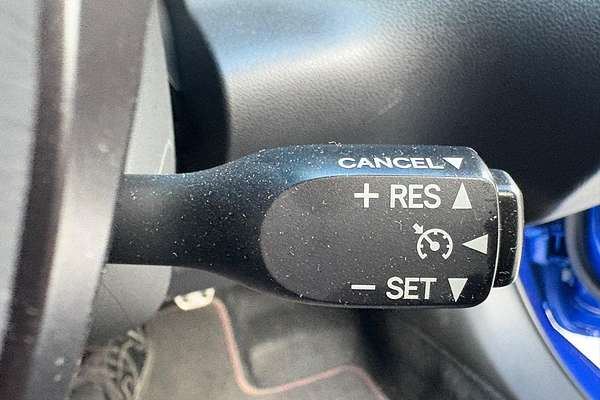 CANCEL▼
+ RES ▲
◀
− SET ▼